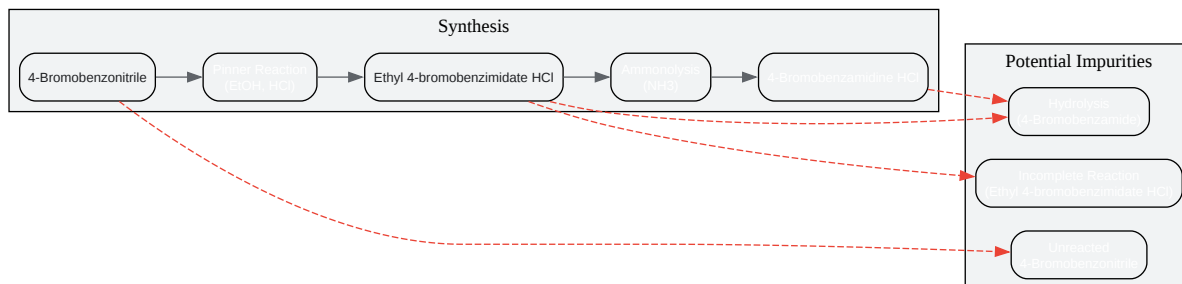 Synthesis
4-Bromobenzonitrile
Pinner Reaction
(EtOH, HCl)
Ethyl 4-bromobenzimidate HCl
Ammonolysis
(NH3)
4-Bromobenzamidine HCl
Potential Impurities
Hydrolysis
(4-Bromobenzamide)
Incomplete Reaction
(Ethyl 4-bromobenzimidate HCl)
Unreacted
4-Bromobenzonitrile